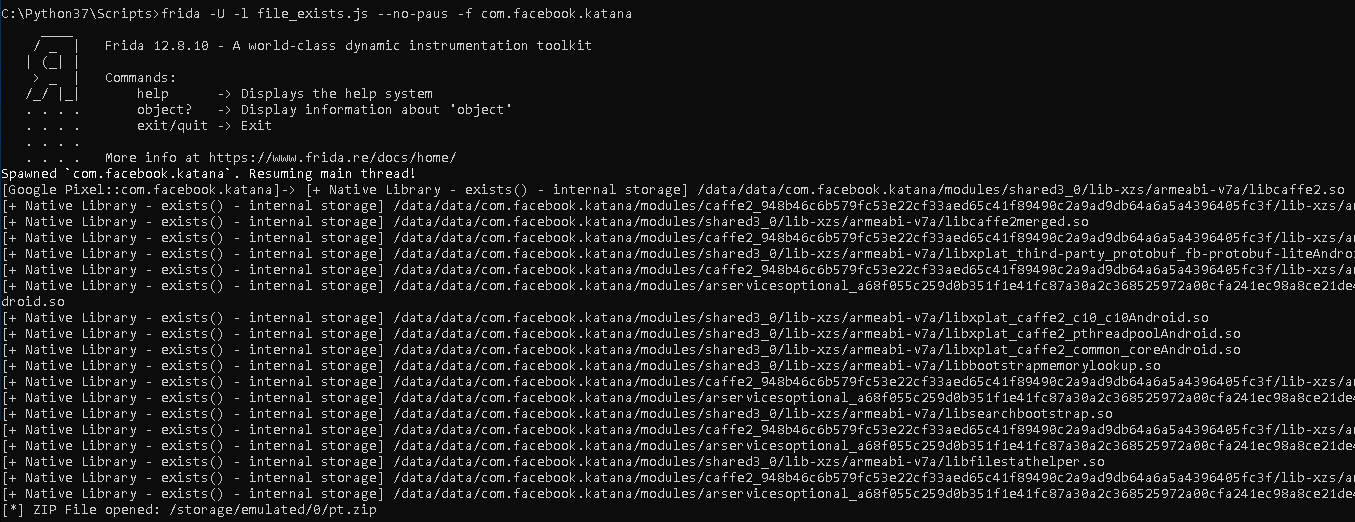 C:\Python37\Scripts>frida -U -l file_exists.js --no-paus -f com.facebook.katana
     ____
    / _  |   Frida 12.8.10 - A world-class dynamic instrumentation toolkit
   | (_| |
    > _  |   Commands:
   /_/ |_|       help      -> Displays the help system
   . . . .       object?   -> Display information about 'object'
   . . . .       exit/quit -> Exit
   . . . .
   . . . .   More info at https://www.frida.re/docs/home/
Spawned `com.facebook.katana`. Resuming main thread!
[Google Pixel::com.facebook.katana]-> [+ Native Library - exists() - internal storage] /data/data/com.facebook.katana/modules/shared3_0/lib-xzs/armeabi-v7a/libcaffe2.so
[+ Native Library - exists() - internal storage] /data/data/com.facebook.katana/modules/caffe2_948b46c6b579fc53e22cf33aed65c41f89490c2a9ad9db64a6a5a4396405fc3f/lib-xzs/ar
[+ Native Library - exists() - internal storage] /data/data/com.facebook.katana/modules/shared3_0/lib-xzs/armeabi-v7a/libcaffe2merged.so
[+ Native Library - exists() - internal storage] /data/data/com.facebook.katana/modules/caffe2_948b46c6b579fc53e22cf33aed65c41f89490c2a9ad9db64a6a5a4396405fc3f/lib-xzs/ar
[+ Native Library - exists() - internal storage] /data/data/com.facebook.katana/modules/shared3_0/lib-xzs/armeabi-v7a/libxplat_third-party_protobuf_fb-protobuf-liteAndroi
[+ Native Library - exists() - internal storage] /data/data/com.facebook.katana/modules/caffe2_948b46c6b579fc53e22cf33aed65c41f89490c2a9ad9db64a6a5a4396405fc3f/lib-xzs/ar
[+ Native Library - exists() - internal storage] /data/data/com.facebook.katana/modules/arservicesoptional_a68f055c259d0b351f1e41fc87a30a2c368525972a00cfa241ec98a8ce21de4
droid.so
[+ Native Library - exists() - internal storage] /data/data/com.facebook.katana/modules/shared3_0/lib-xzs/armeabi-v7a/libxplat_caffe2_c10_c10Android.so
[+ Native Library - exists() - internal storage] /data/data/com.facebook.katana/modules/shared3_0/lib-xzs/armeabi-v7a/libxplat_caffe2_pthreadpoolAndroid.so
[+ Native Library - exists() - internal storage] /data/data/com.facebook.katana/modules/shared3_0/lib-xzs/armeabi-v7a/libxplat_caffe2_common_coreAndroid.so
[+ Native Library - exists() - internal storage] /data/data/com.facebook.katana/modules/shared3_0/lib-xzs/armeabi-v7a/libbootstrapmemorylookup.so
[+ Native Library - exists() - internal storage] /data/data/com.facebook.katana/modules/caffe2_948b46c6b579fc53e22cf33aed65c41f89490c2a9ad9db64a6a5a4396405fc3f/lib-xzs/ar
[+ Native Library - exists() - internal storage] /data/data/com.facebook.katana/modules/arservicesoptional_a68f055c259d0b351f1e41fc87a30a2c368525972a00cfa241ec98a8ce21de4
[+ Native Library - exists() - internal storage] /data/data/com.facebook.katana/modules/shared3_0/lib-xzs/armeabi-v7a/libsearchbootstrap.so
[+ Native Library - exists() - internal storage] /data/data/com.facebook.katana/modules/caffe2_948b46c6b579fc53e22cf33aed65c41f89490c2a9ad9db64a6a5a4396405fc3f/lib-xzs/ar
[+ Native Library - exists() - internal storage] /data/data/com.facebook.katana/modules/arservicesoptional_a68f055c259d0b351f1e41fc87a30a2c368525972a00cfa241ec98a8ce21de4
[+ Native Library - exists() - internal storage] /data/data/com.facebook.katana/modules/shared3_0/lib-xzs/armeabi-v7a/libfilestathelper.so
[+ Native Library - exists() - internal storage] /data/data/com.facebook.katana/modules/caffe2_948b46c6b579fc53e22cf33aed65c41f89490c2a9ad9db64a6a5a4396405fc3f/lib-xzs/ar
[+ Native Library - exists() - internal storage] /data/data/com.facebook.katana/modules/arservicesoptional_a68f055c259d0b351f1e41fc87a30a2c368525972a00cfa241ec98a8ce21de4
[*] ZIP File opened: /storage/emulated/0/pt.zip